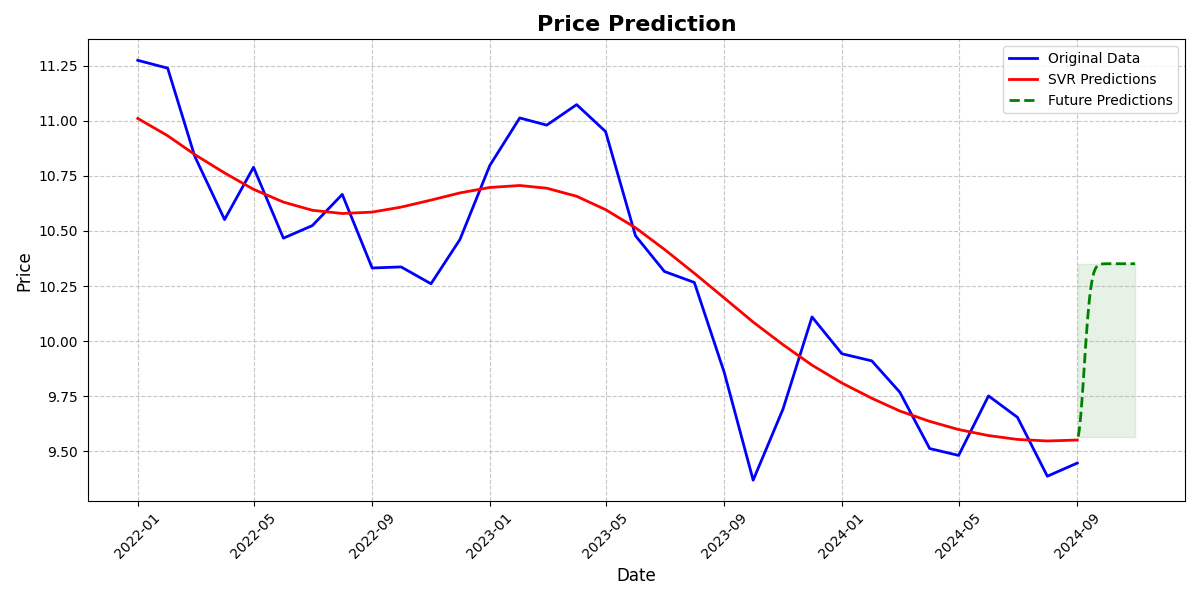 Price Prediction
Original Data
SVR Predictions
Future Predictions
Price
11.25
11.00
10.75
10.50
10.25
10.00
9.75
9.50
2022-01
2022-05
2022-09
2023-01
2023-05
2023-09
2024-01
2024-05
2024-09
Date